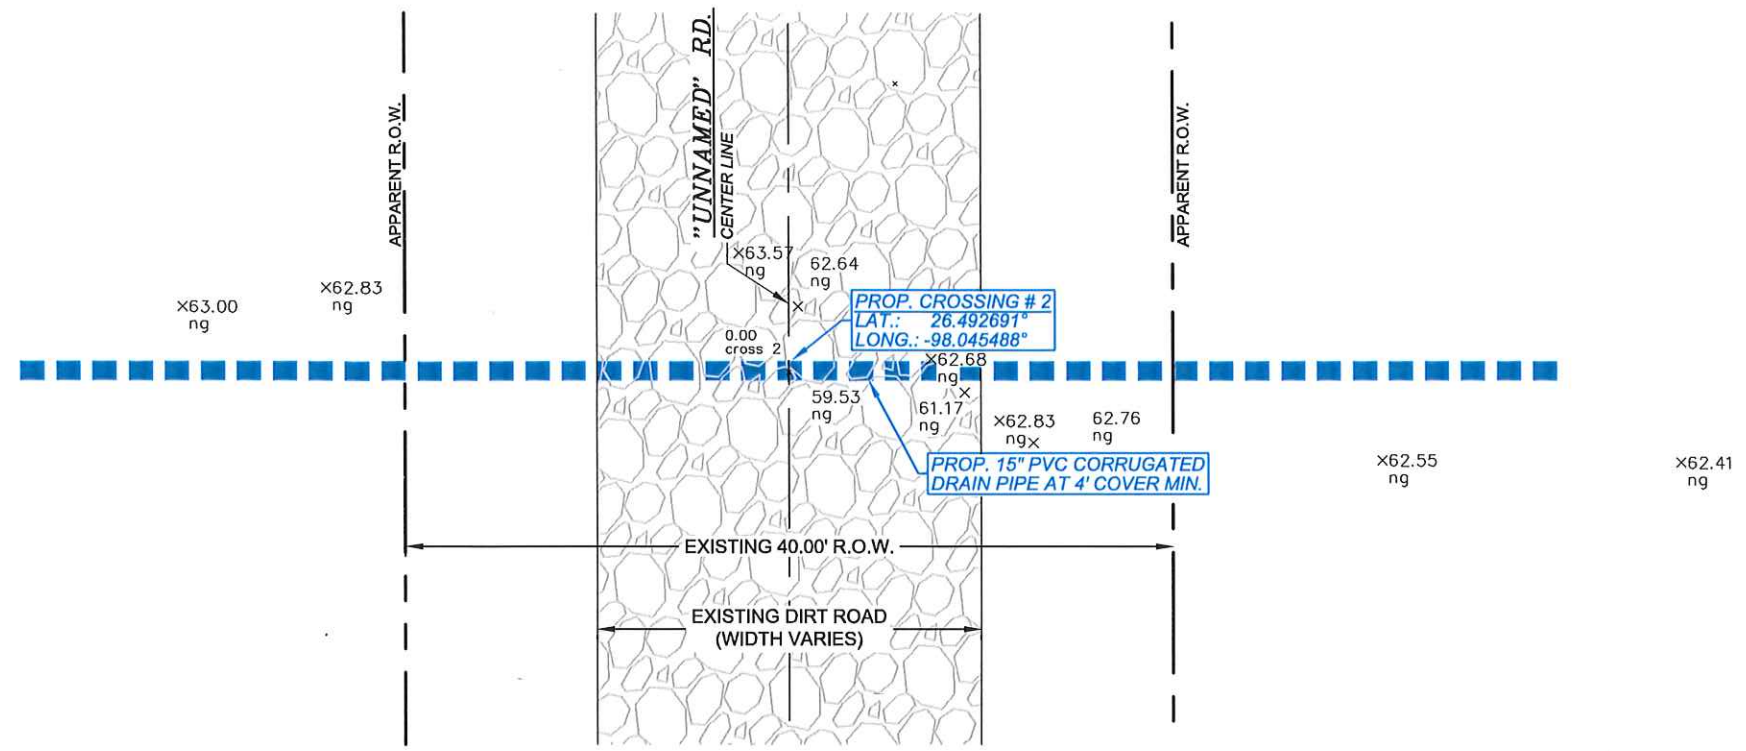 "UNNAMED" RD.
CENTER LINE
APPARENT R.O.W.
APPARENT R.O.W.
×63.57
ng
62.64
ng
×63.00
ng
×62.83
ng
PROP. CROSSING # 2
LAT.: 26.492691°
LONG.: -98.045488°
0.00
cross 2
×62.68
ng
59.53
ng
61.17
ng
×62.83
ng×
62.76
ng
×62.55
ng
×62.41
ng
PROP. 15" PVC CORRUGATED
DRAIN PIPE AT 4' COVER MIN.
EXISTING 40.00' R.O.W.
EXISTING DIRT ROAD
(WIDTH VARIES)